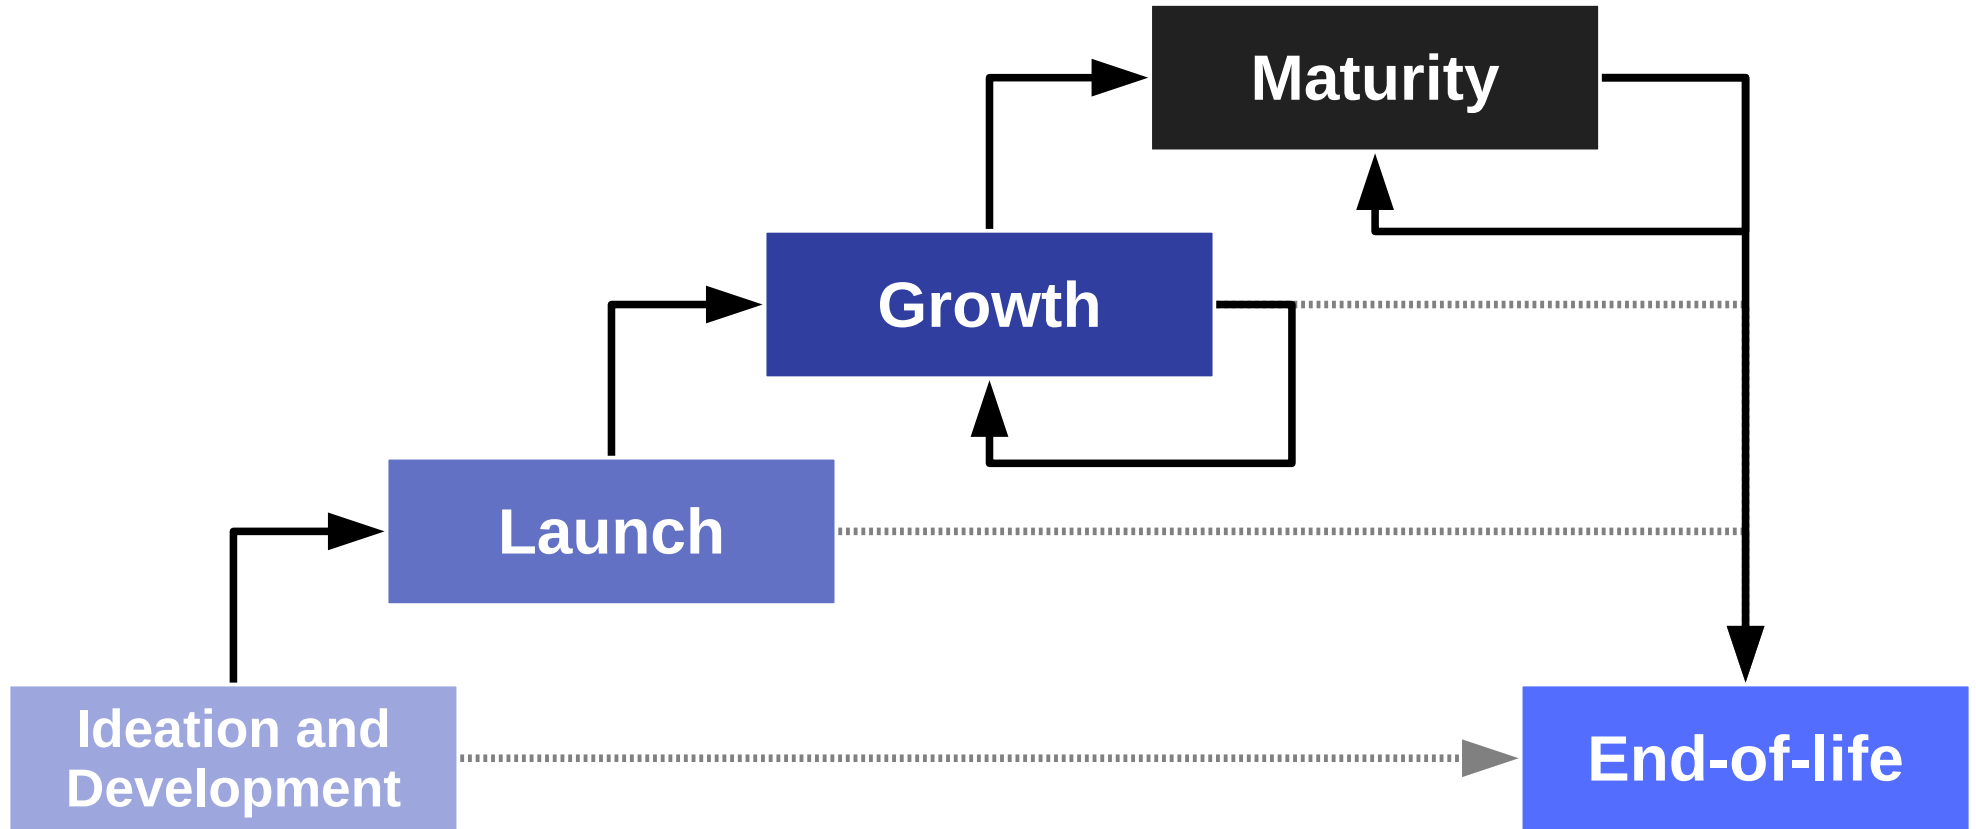 Maturity
Growth
Launch
Ideation and
Development
End-of-life